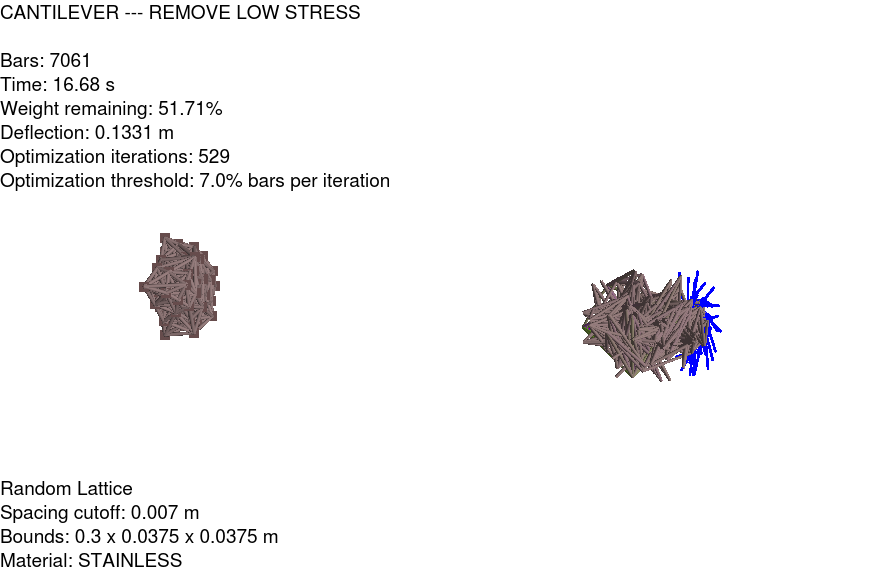 CANTILEVER --- REMOVE LOW STRESS
Bars: 7061
Time: 16.68 s
Weight remaining: 51.71%
Deflection: 0.1331 m
Optimization iterations: 529
Optimization threshold: 7.0% bars per iteration
Random Lattice
Spacing cutoff: 0.007 m
Bounds: 0.3 x 0.0375 x 0.0375 m
Material: STAINLESS